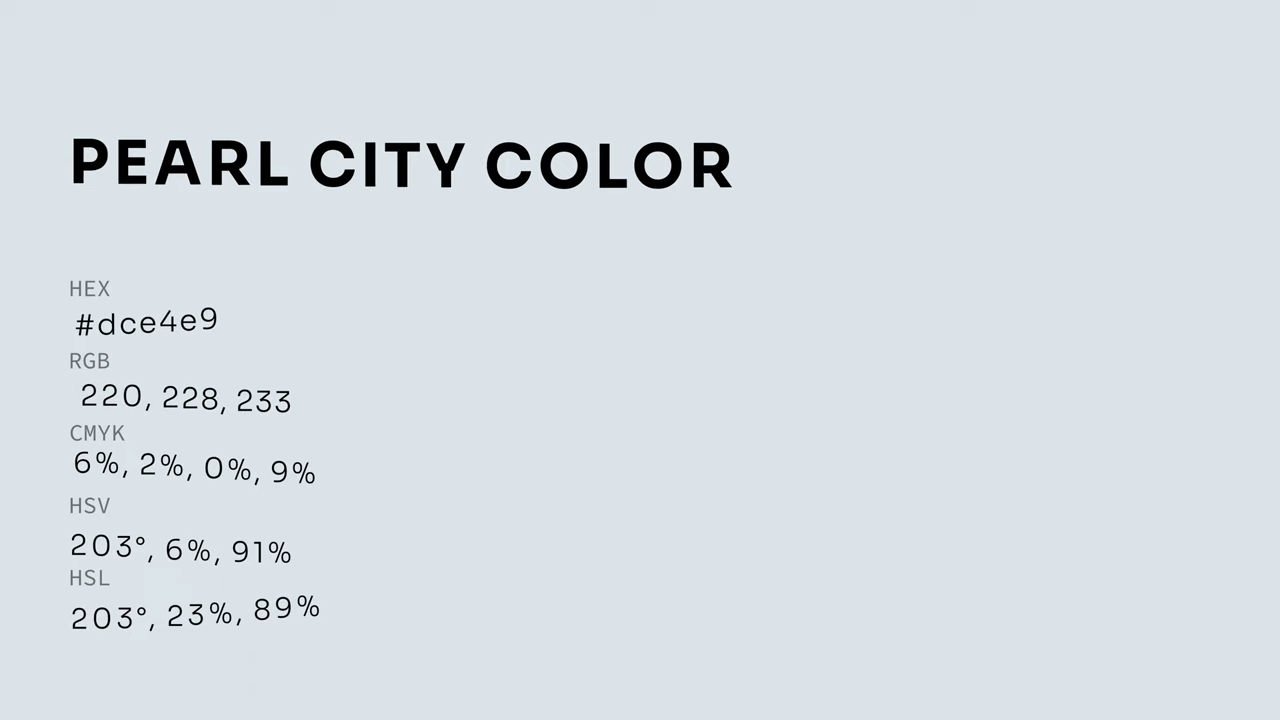 PEARL CITY COLOR
HEX
#dce4e9
RGB
220, 228, 233
CMYK
6%, 2%, 0%, 9%
HSV
203°, 6%, 91%
HSL
203°, 23%, 89%